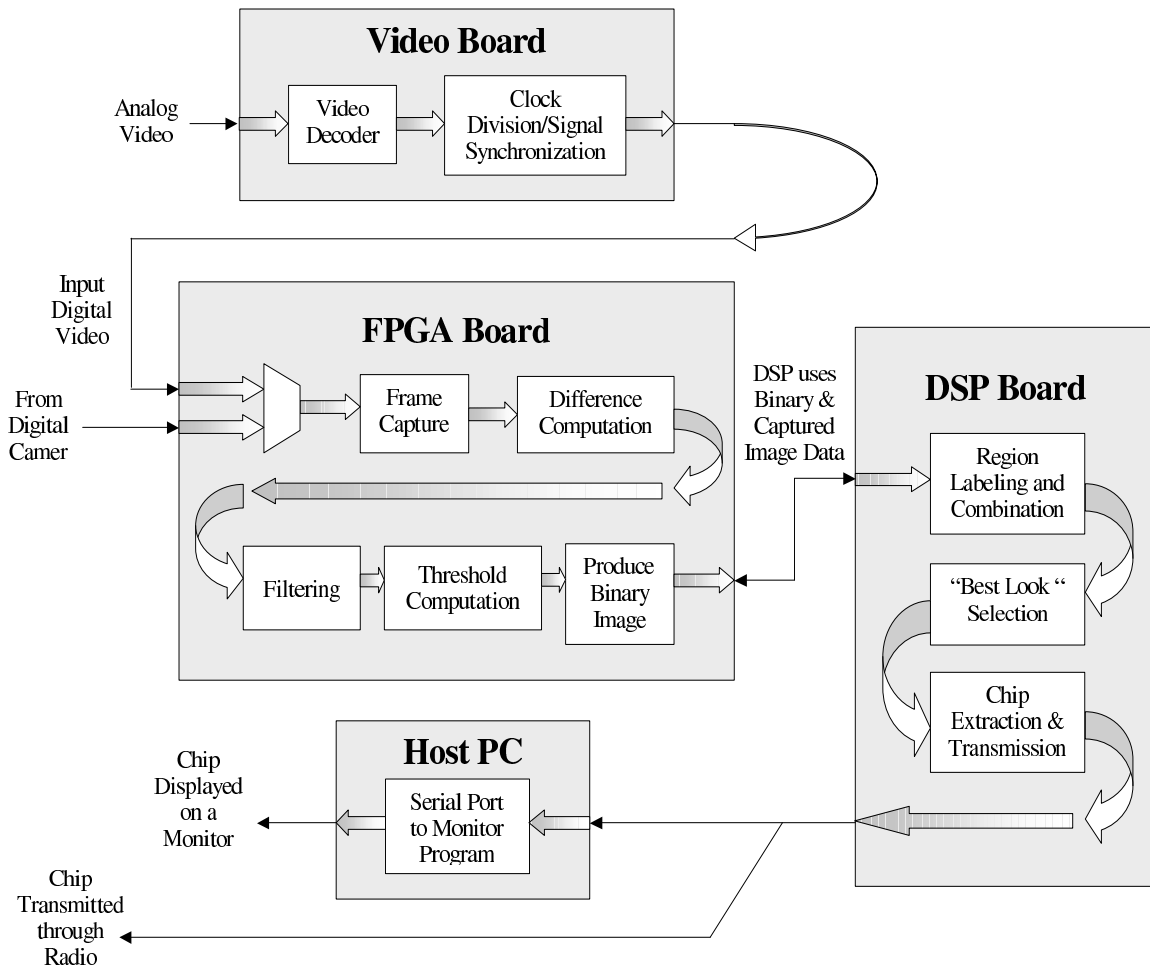 Video Board
Analog
Video
Video
Decoder
Clock
Division/Signal
Synchronization
Input
Digital
Video
From
Digital
Camer
FPGA Board
Frame
Capture
Difference
Computation
Filtering
Threshold
Computation
Produce
Binary
Image
DSP uses
Binary &
Captured
Image Data
DSP Board
Region
Labeling and
Combination
“Best Look “
Selection
Chip
Extraction &
Transmission
Host PC
Serial Port
to Monitor
Program
Chip
Displayed
on a
Monitor
Chip
Transmitted
through
Radio